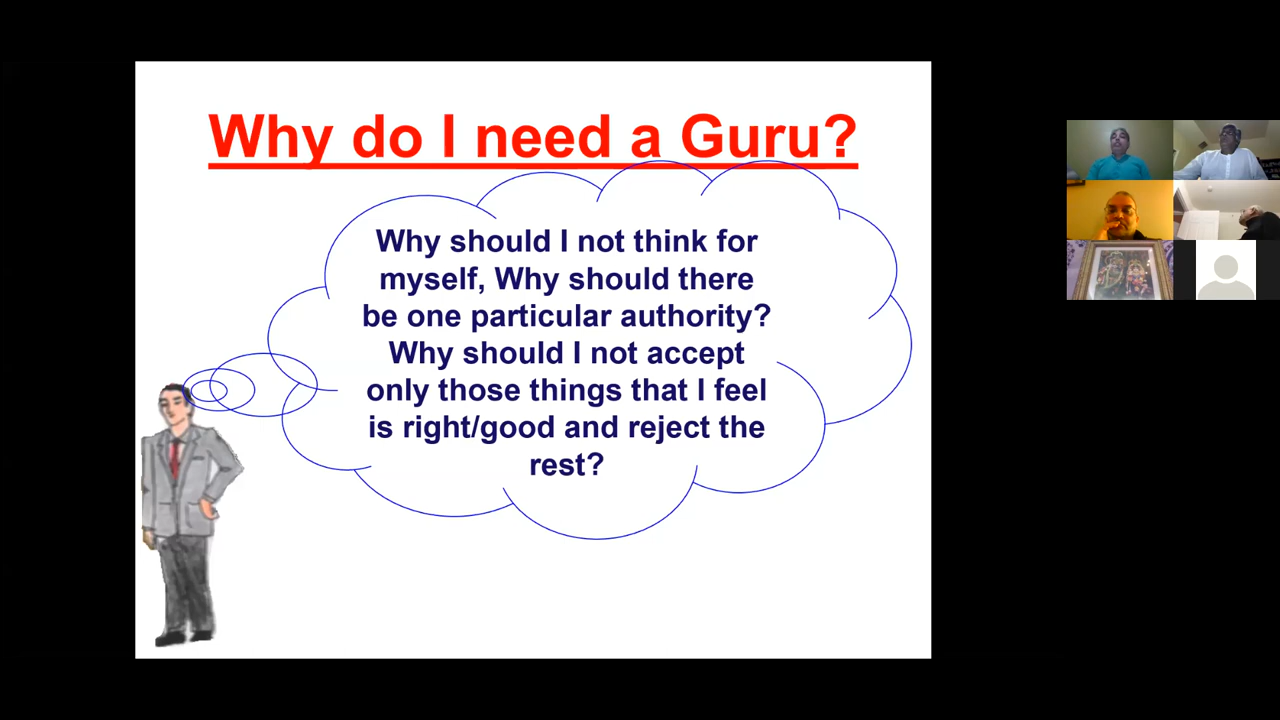 Why do I need a Guru?
Why should I not think for
myself, Why should there
be one particular authority?
Why should I not accept
only those things that I feel
is right/good and reject the
rest?